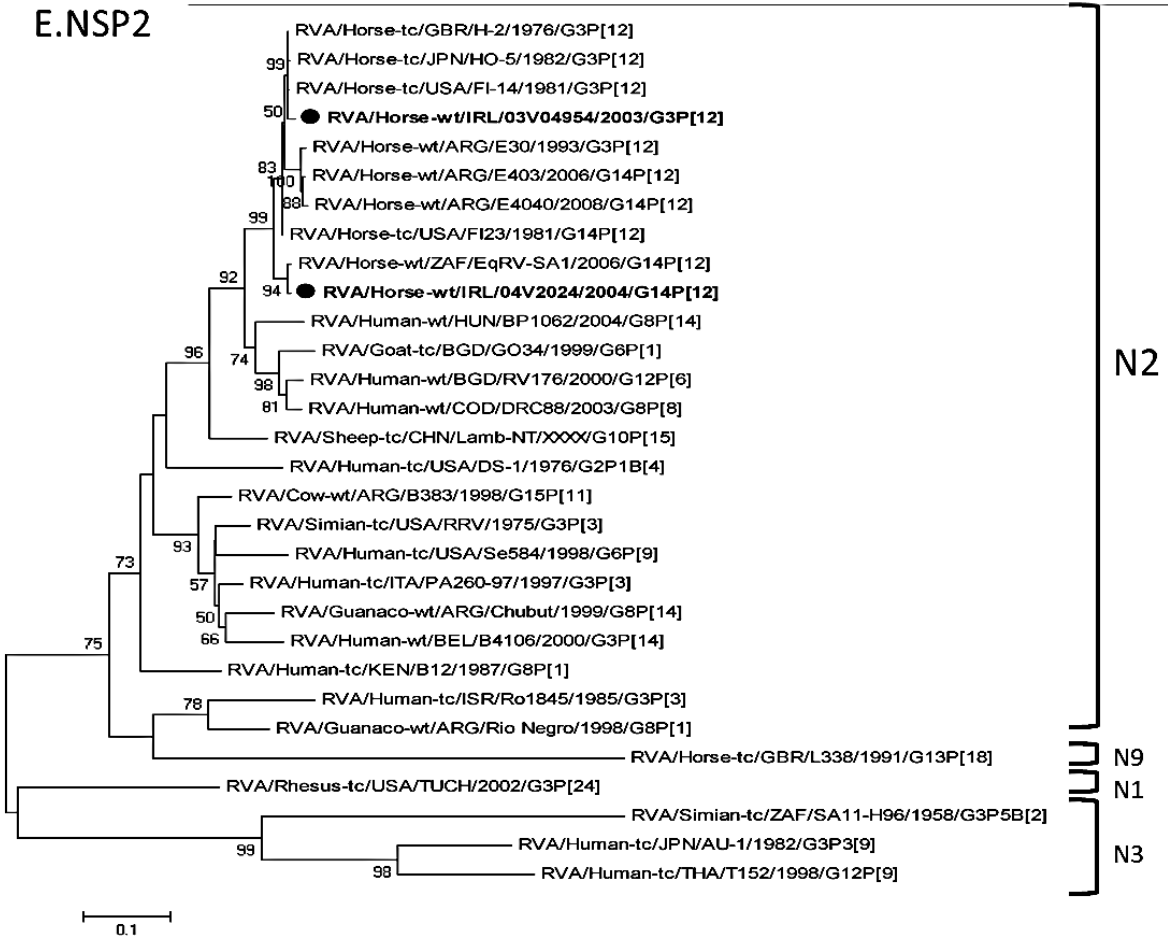 E.NSP2
RVA/Horse-tc/GBR/H-2/1976/G3P[12]
99
RVA/Horse-tc/JPN/HO-5/1982/G3P[12]
RVA/Horse-tc/USA/FI-14/1981/G3P[12]
50
RVA/Horse-wt/IRL/03V04954/2003/G3P[12]
RVA/Horse-wt/ARG/E30/1993/G3P[12]
83
100
RVA/Horse-wt/ARG/E403/2006/G14P[12]
88
RVA/Horse-wt/ARG/E4040/2008/G14P[12]
99
RVA/Horse-tc/USA/FI23/1981/G14P[12]
RVA/Horse-wt/ZAF/EqRV-SA1/2006/G14P[12]
92
94
RVA/Horse-wt/IRL/04V2024/2004/G14P[12]
RVA/Human-wt/HUN/BP1062/2004/G8P[14]
96
74
RVA/Goat-tc/BGD/GO34/1999/G6P[1]
N2
98
RVA/Human-wt/BGD/RV176/2000/G12P[6]
81
RVA/Human-wt/COD/DRC88/2003/G8P[8]
RVA/Sheep-tc/CHN/Lamb-NT/XXXX/G10P[15]
RVA/Human-tc/USA/DS-1/1976/G2P1B[4]
RVA/Cow-wt/ARG/B383/1998/G15P[11]
RVA/Simian-tc/USA/RRV/1975/G3P[3]
93
RVA/Human-tc/USA/Se584/1998/G6P[9]
73
57
RVA/Human-tc/ITA/PA260-97/1997/G3P[3]
50
RVA/Guanaco-wt/ARG/Chubut/1999/G8P[14]
66
RVA/Human-wt/BEL/B4106/2000/G3P[14]
75
RVA/Human-tc/KEN/B12/1987/G8P[1]
78
RVA/Human-tc/ISR/Ro1845/1985/G3P[3]
RVA/Guanaco-wt/ARG/Rio Negro/1998/G8P[1]
RVA/Horse-tc/GBR/L338/1991/G13P[18]
N9
RVA/Rhesus-tc/USA/TUCH/2002/G3P[24]
N1
RVA/Simian-tc/ZAF/SA11-H96/1958/G3P5B[2]
99
RVA/Human-tc/JPN/AU-1/1982/G3P3[9]
N3
98
RVA/Human-tc/THA/T152/1998/G12P[9]
0.1